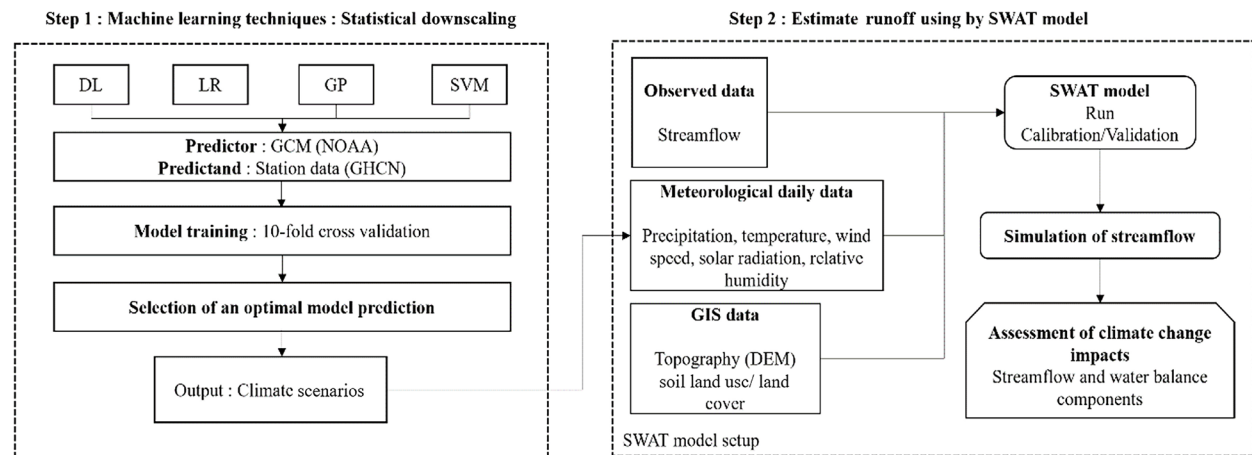 Step 1 : Machine learning techniques : Statistical downscaling
DL
LR
GP
SVM
Predictor : GCM (NOAA)
Predictand : Station data (GHCN)
Model training : 10-fold cross validation
Selection of an optimal model prediction
Output : Climate scenarios
Step 2 : Estimate runoff using by SWAT model
Observed data
Streamflow
Meteorological daily data
Precipitation, temperature, wind
speed, solar radiation, relative
humidity
GIS data
Topography (DEM)
soil land use/ land
cover
SWAT model setup
SWAT model
Run
Calibration/Validation
Simulation of streamflow
Assessment of climate change
impacts
Streamflow and water balance
components